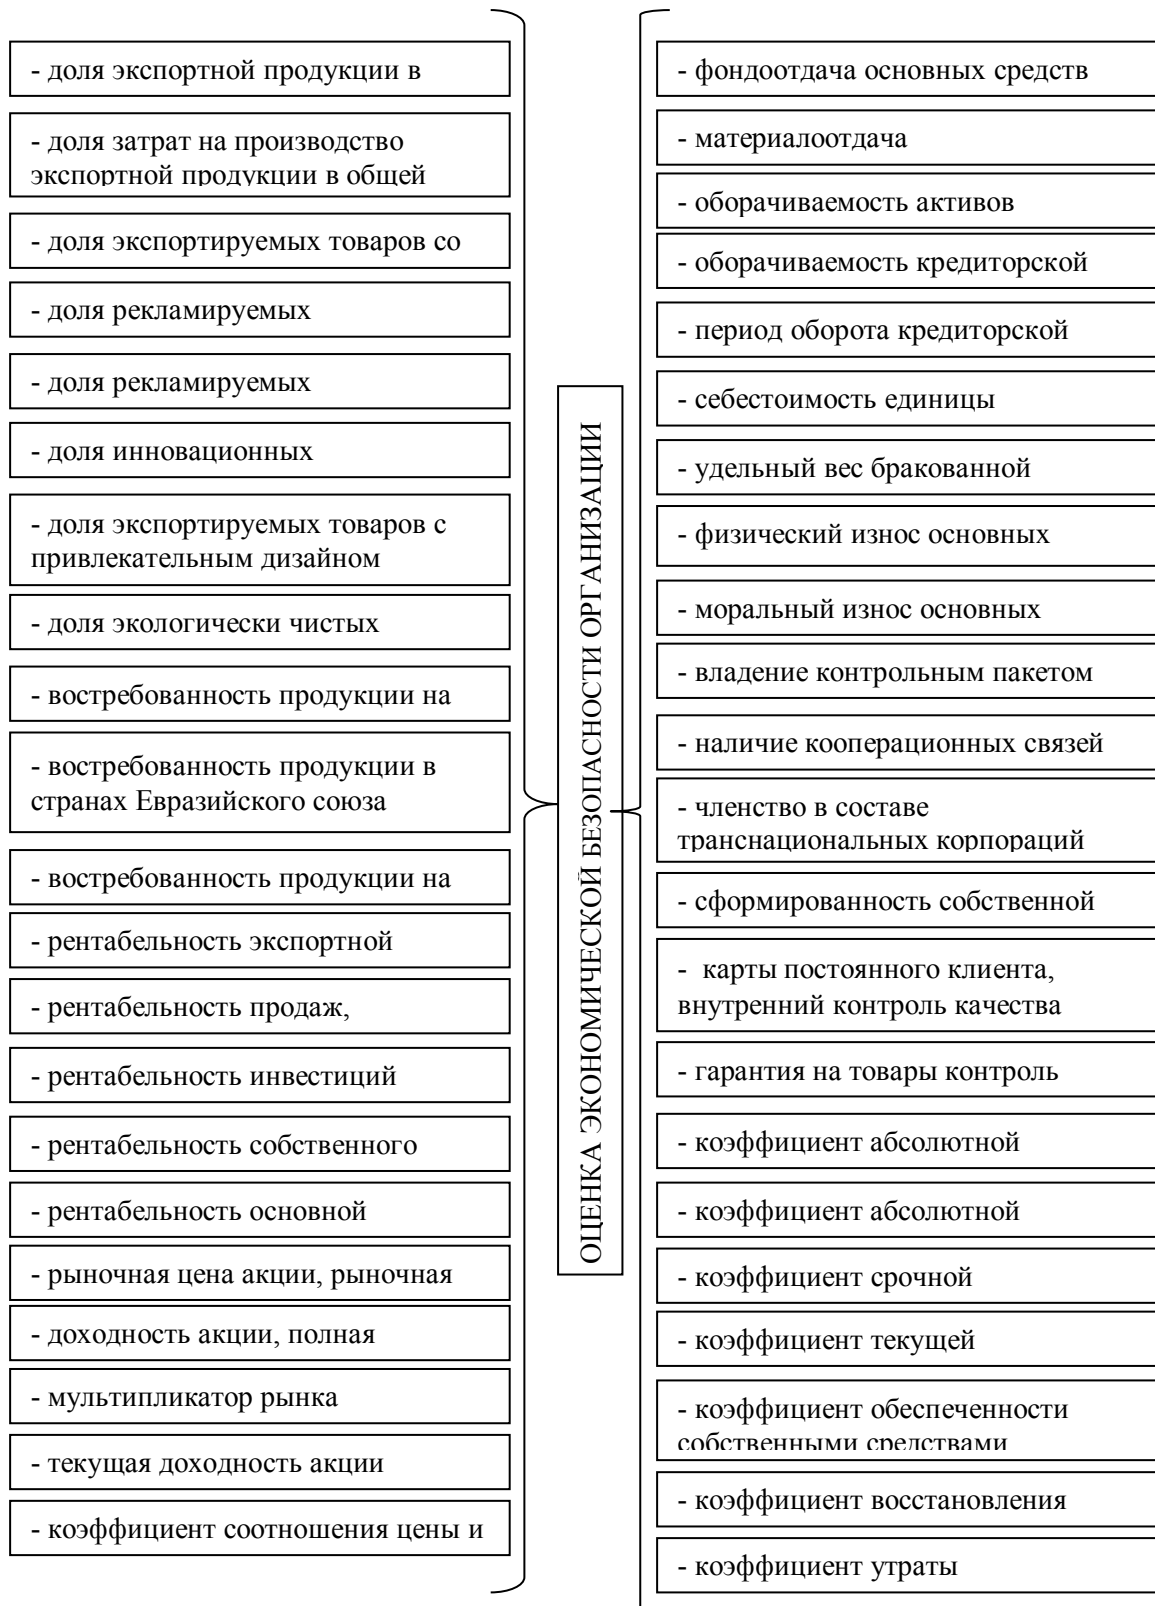 - доля экспортной продукции в
- доля затрат на производство
экспортной продукции в общей
- доля экспортируемых товаров со
- доля рекламируемых
- доля рекламируемых
- доля инновационных
- доля экспортируемых товаров с
привлекательным дизайном
- доля экологически чистых
- востребованность продукции на
- востребованность продукции в
странах Евразийского союза
- востребованность продукции на
- рентабельность экспортной
- рентабельность продаж,
- рентабельность инвестиций
- рентабельность собственного
- рентабельность основной
- рыночная цена акции, рыночная
- доходность акции, полная
- мультипликатор рынка
- текущая доходность акции
- коэффициент соотношения цены и
ОЦЕНКА ЭКОНОМИЧЕСКОЙ БЕЗОПАСНОСТИ ОРГАНИЗАЦИИ
- фондоотдача основных средств
- материалоотдача
- оборачиваемость активов
- оборачиваемость кредиторской
- период оборота кредиторской
- себестоимость единицы
- удельный вес бракованной
- физический износ основных
- моральный износ основных
- владение контрольным пакетом
- наличие кооперационных связей
- членство в составе
транснациональных корпораций
- сформированность собственной
- карты постоянного клиента,
внутренний контроль качества
- гарантия на товары контроль
- коэффициент абсолютной
- коэффициент абсолютной
- коэффициент срочной
- коэффициент текущей
- коэффициент обеспеченности
собственными средствами
- коэффициент восстановления
- коэффициент утраты